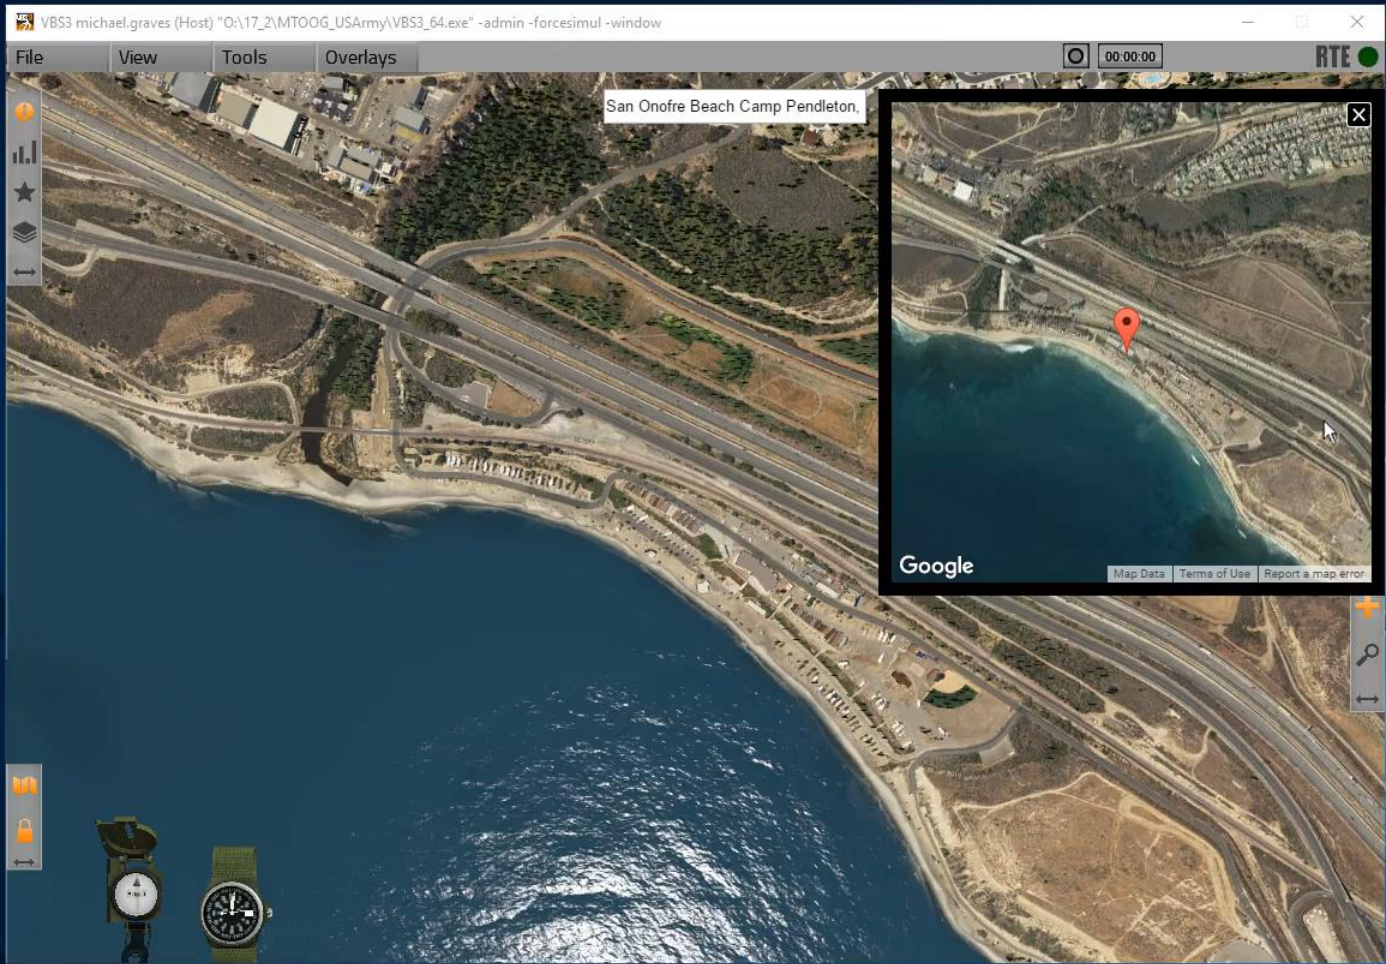 VBS3 michael.graves (Host) "O:\17_2\MTOOG_USArmy\VBS3_64.exe" -admin -forcesimul -window
File View Tools Overlays 00:00:00 RTE
San Onofre Beach Camp Pendleton,
Google
Map Data Terms of Use Report a map error